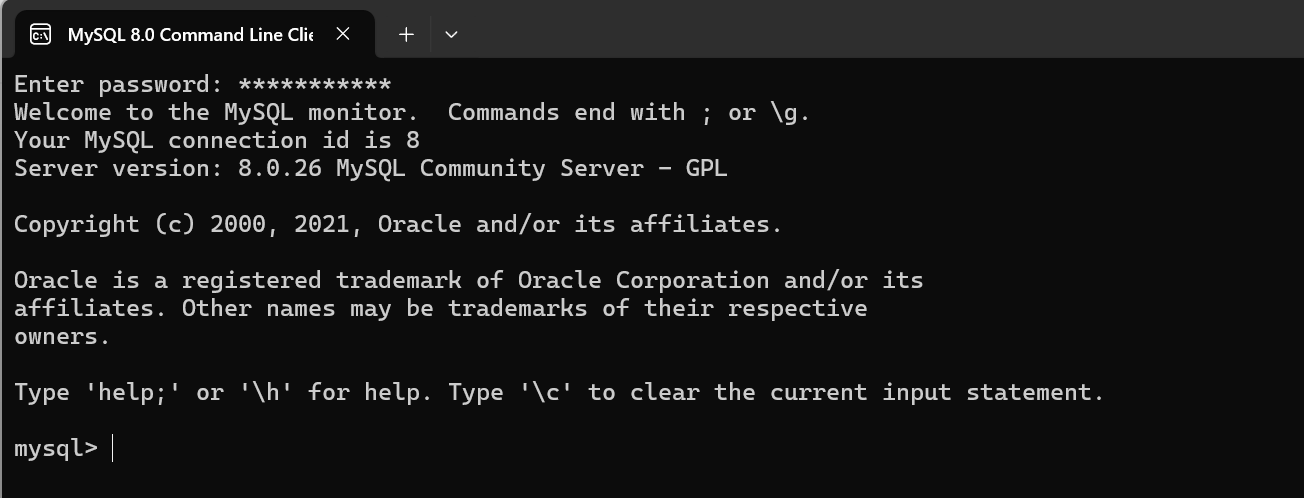 MySQL 8.0 Command Line Clie
Enter password: ***********
Welcome to the MySQL monitor.  Commands end with ; or \g.
Your MySQL connection id is 8
Server version: 8.0.26 MySQL Community Server - GPL
Copyright (c) 2000, 2021, Oracle and/or its affiliates.
Oracle is a registered trademark of Oracle Corporation and/or its
affiliates. Other names may be trademarks of their respective
owners.
Type 'help;' or '\h' for help. Type '\c' to clear the current input statement.
mysql>